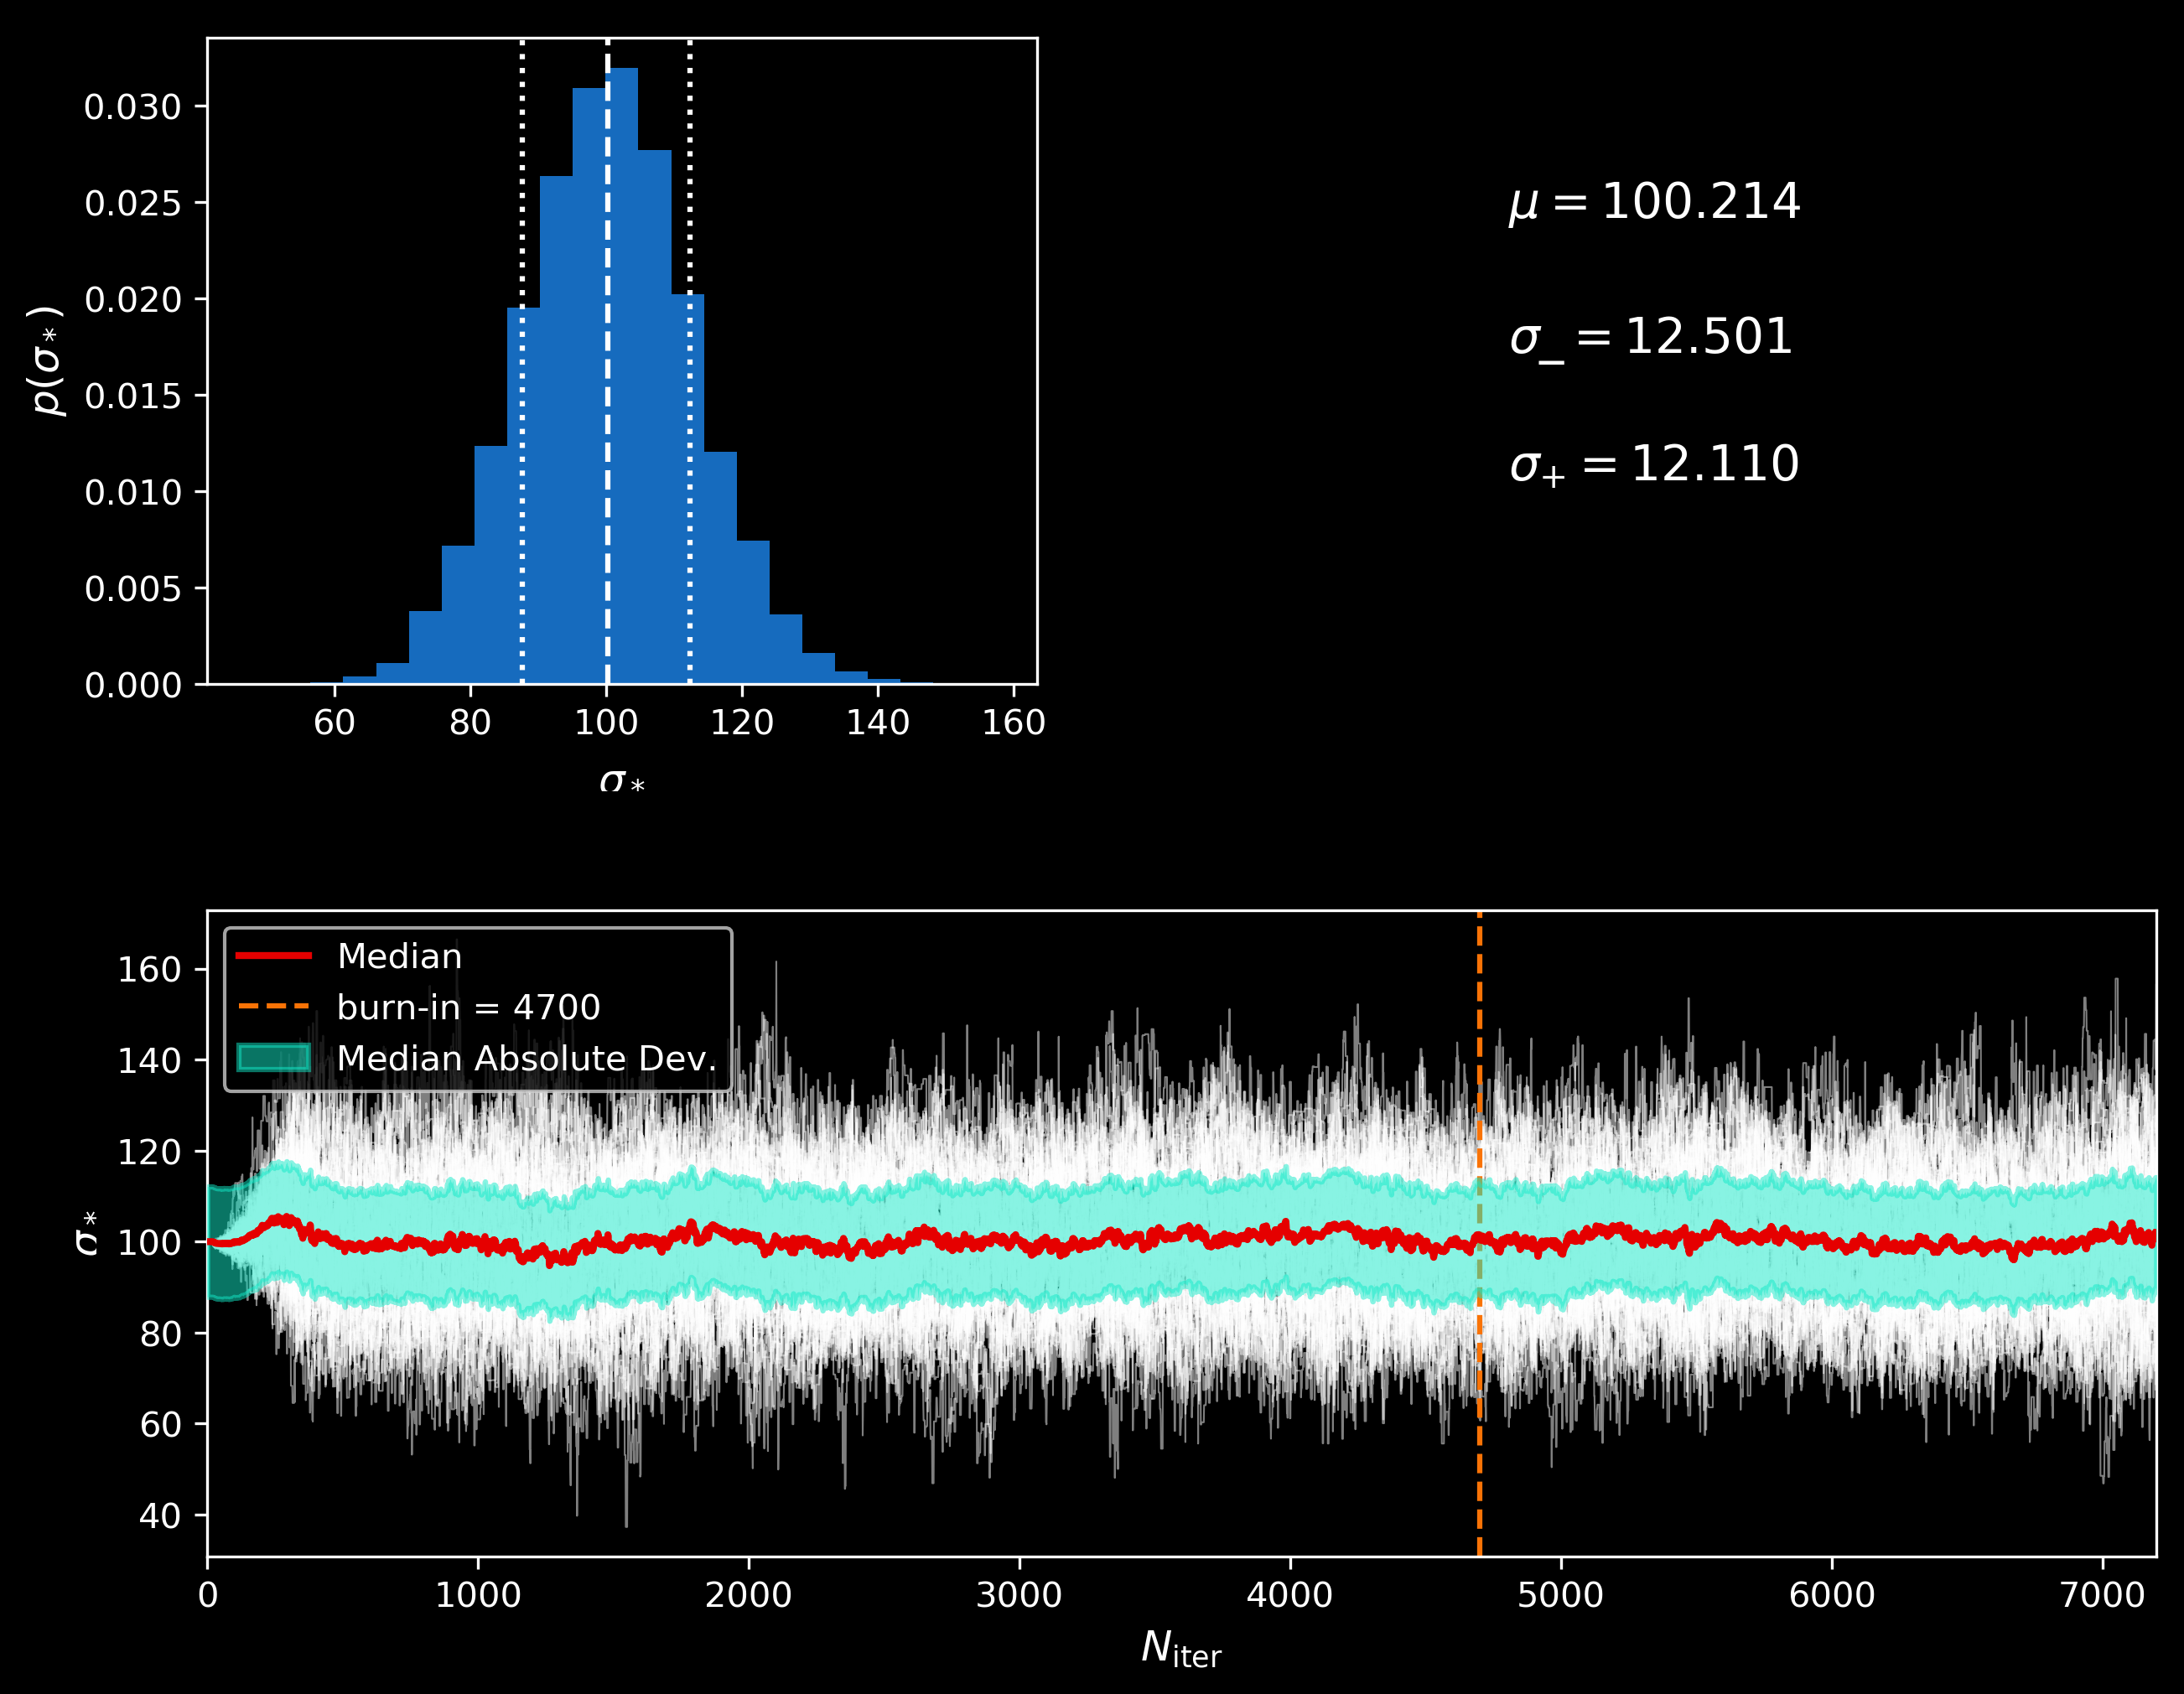 0.030
0.025
0.020
0.015
0.010
0.005
0.000
p(σ*)
60 80 100 120 140 160
σ*
μ = 100.214
σ_ = 12.501
σ+ = 12.110
Median
burn-in = 4700
Median Absolute Dev.
160
140
120
100
80
60
40
σ*
0 1000 2000 3000 4000 5000 6000 7000
Niter